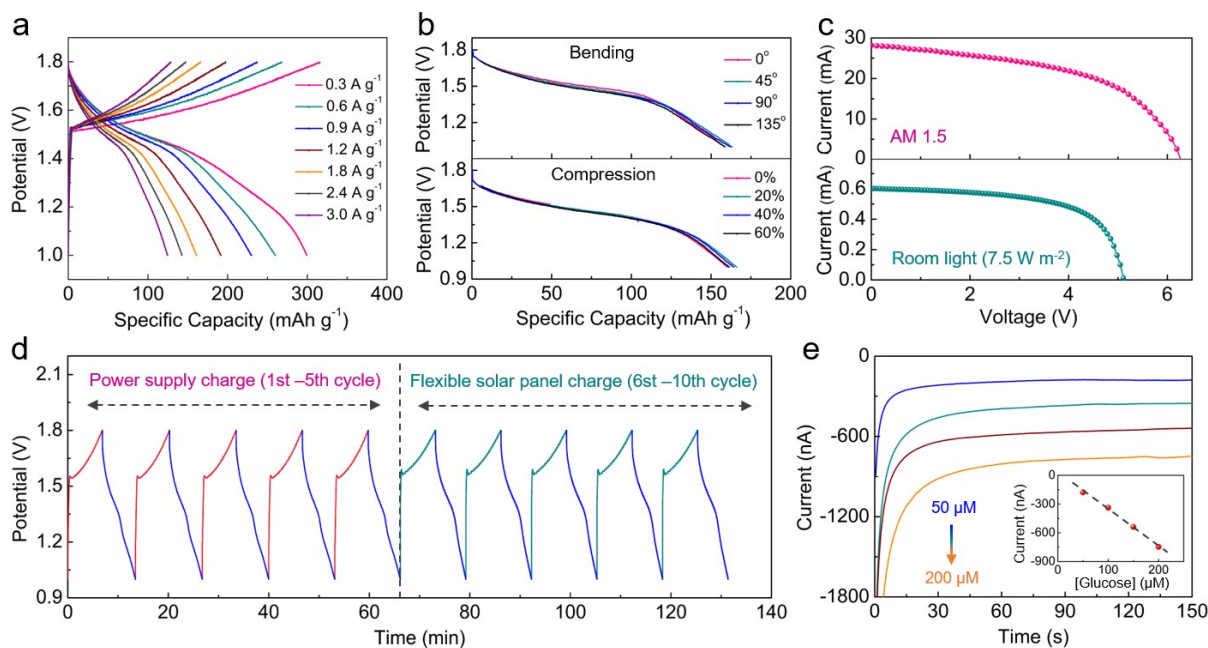 a
Potential (V)
1.8
1.6
1.4
1.2
1.0
0
100
200
300
400
Specific Capacity (mAh g⁻¹)
0.3 A g⁻¹
0.6 A g⁻¹
0.9 A g⁻¹
1.2 A g⁻¹
1.8 A g⁻¹
2.4 A g⁻¹
3.0 A g⁻¹
b
Potential (V)
1.8
1.5
1.2
Bending
0°
45°
90°
135°
Potential (V)
1.8
1.5
1.2
0.9
Compression
0%
20%
40%
60%
0
50
100
150
200
Specific Capacity (mAh g⁻¹)
c
Current (mA)
30
20
10
0
AM 1.5
Current (mA)
0.6
0.4
0.2
0.0
Room light (7.5 W m⁻²)
0
2
4
6
Voltage (V)
d
Potential (V)
2.1
1.8
1.5
1.2
0.9
Power supply charge (1st –5th cycle)
Flexible solar panel charge (6st –10th cycle)
0
20
40
60
80
100
120
140
Time (min)
e
Current (nA)
0
-600
-1200
-1800
50 µM
200 µM
0
30
60
90
120
150
Time (s)
Current (nA)
0
-300
-600
-900
0
100
200
[Glucose] (µM)